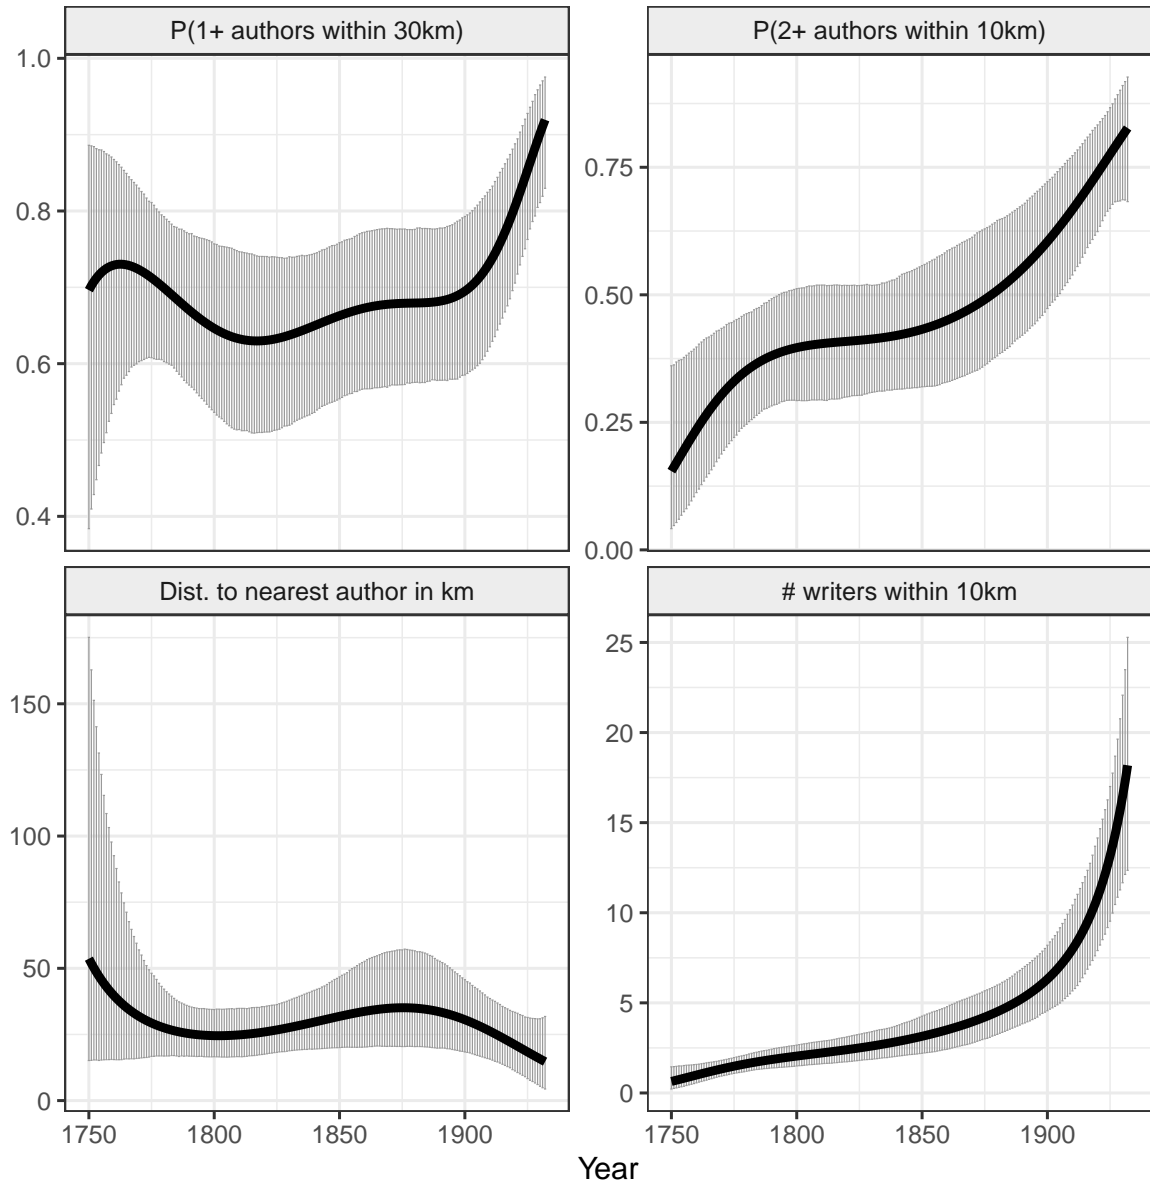 P(1+ authors within 30km)
P(2+ authors within 10km)
1.0
0.8
0.6
0.4
0.75
0.50
0.25
0.00
Dist. to nearest author in km
# writers within 10km
150
100
50
0
25
20
15
10
5
0
1750 1800 1850 1900
1750 1800 1850 1900
Year